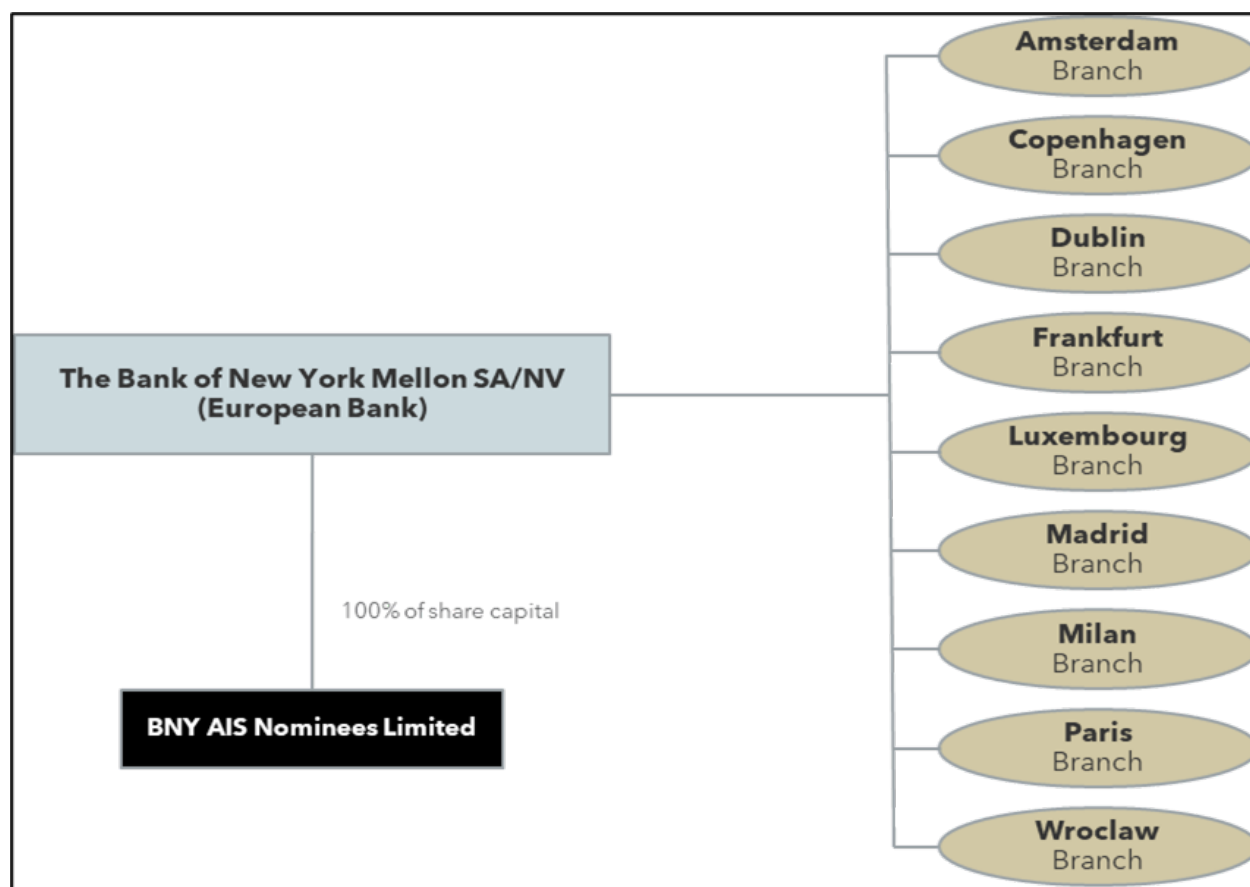 Amsterdam
Branch
Copenhagen
Branch
Dublin
Branch
Frankfurt
Branch
The Bank of New York Mellon SA/NV
(European Bank)
Luxembourg
Branch
Madrid
Branch
100% of share capital
Milan
Branch
BNY AIS Nominees Limited
Paris
Branch
Wroclaw
Branch